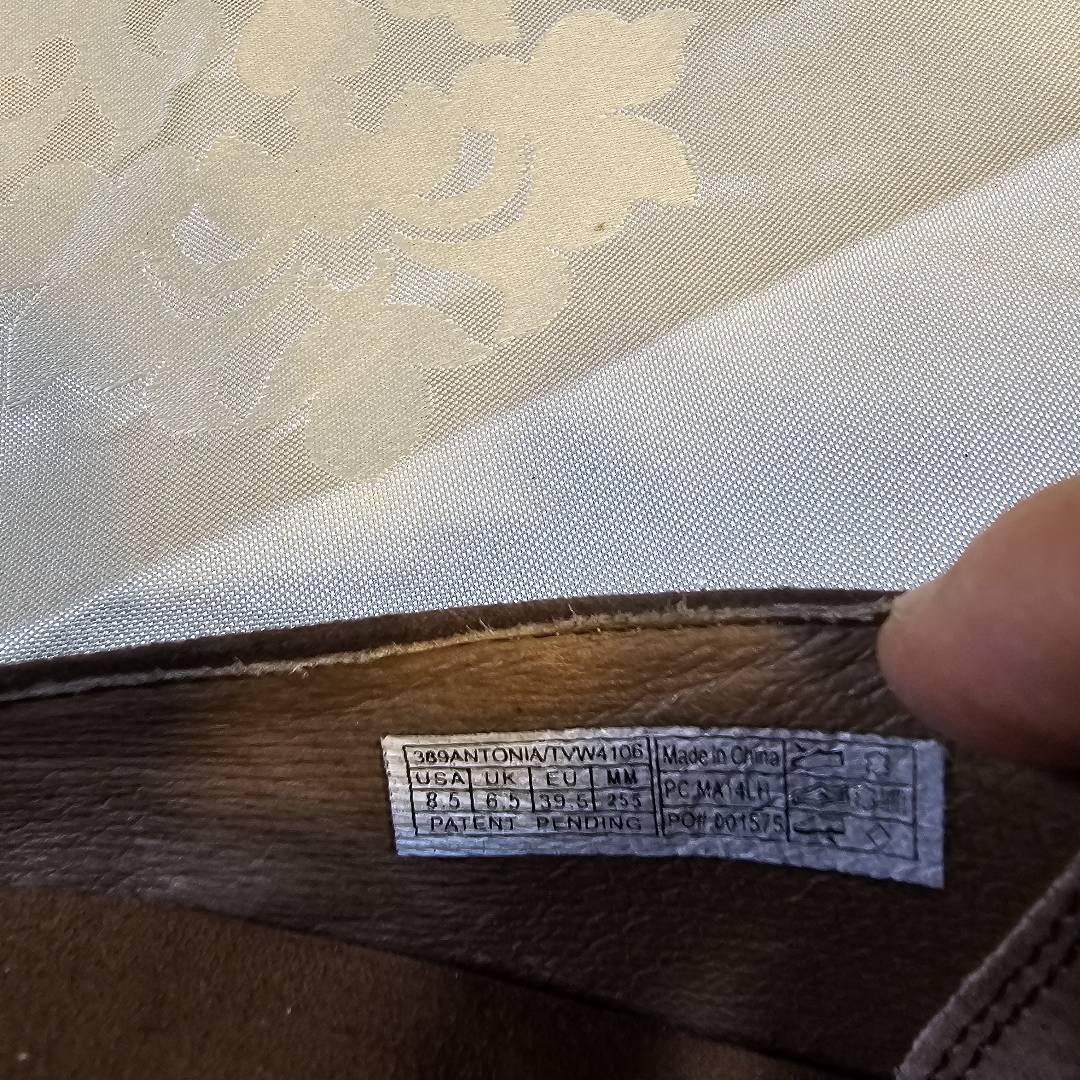 389ANTONIA/TVW4106
USA UK EU MM
8.5 6.5 39.5 255
PATENT PENDING
Made in China
PC.MA14LH
PO# 001575